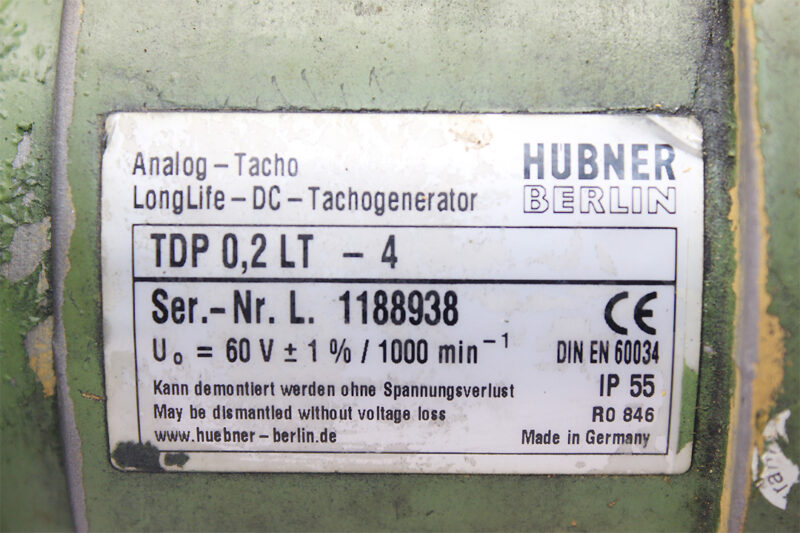 Analog-Tacho
LongLife-DC-Tachogenerator
HÜBNER
BERLIN
TDP 0,2 LT - 4
Ser.-Nr. L. 1188938
CE
U₀ = 60 V ± 1 % / 1000 min⁻¹
DIN EN 60034
Kann demontiert werden ohne Spannungsverlust
IP 55
May be dismantled without voltage loss
RO 846
www.huebner-berlin.de
Made in Germany